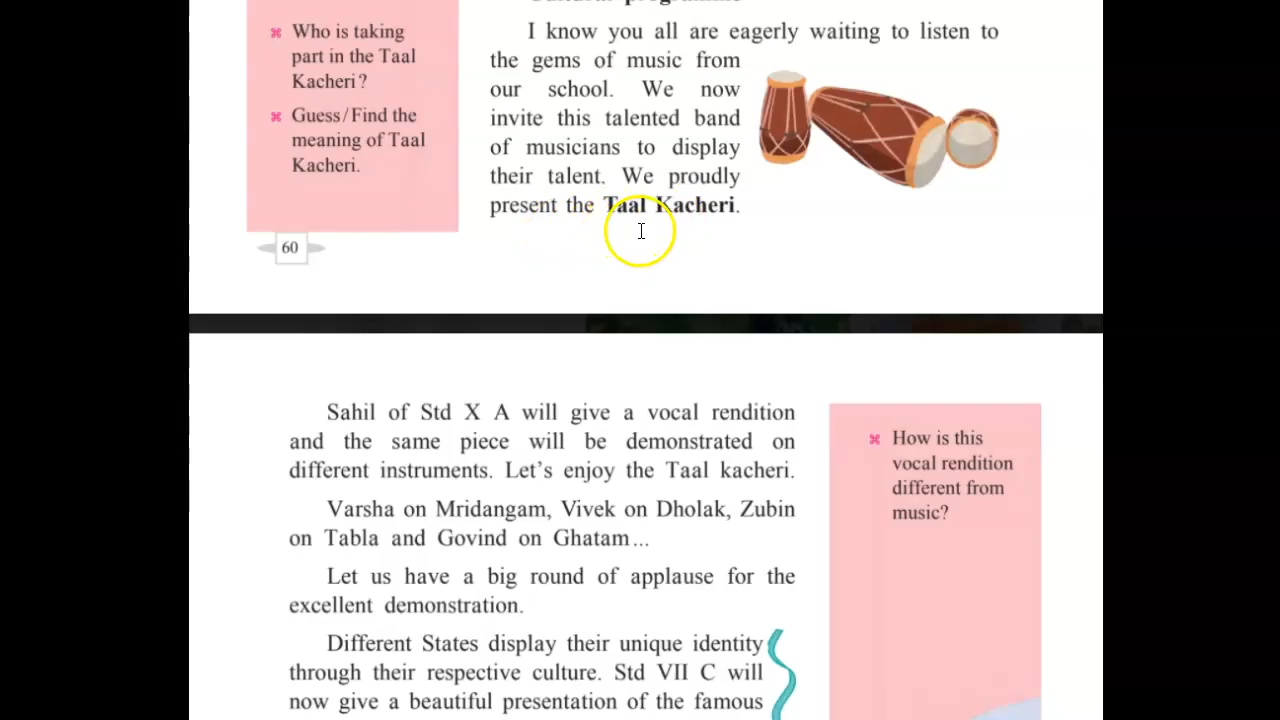 Who is taking
part in the Taal
Kacheri?
Guess/Find the
meaning of Taal
Kacheri.
60
I know you all are eagerly waiting to listen to
the gems of music from
our school. We now
invite this talented band
of musicians to display
their talent. We proudly
present the Taal Kacheri.
Sahil of Std X A will give a vocal rendition
and the same piece will be demonstrated on
different instruments. Let's enjoy the Taal kacheri.
Varsha on Mridangam, Vivek on Dholak, Zubin
on Tabla and Govind on Ghatam...
Let us have a big round of applause for the
excellent demonstration.
Different States display their unique identity
through their respective culture. Std VII C will
now give a beautiful presentation of the famous
How is this
vocal rendition
different from
music?